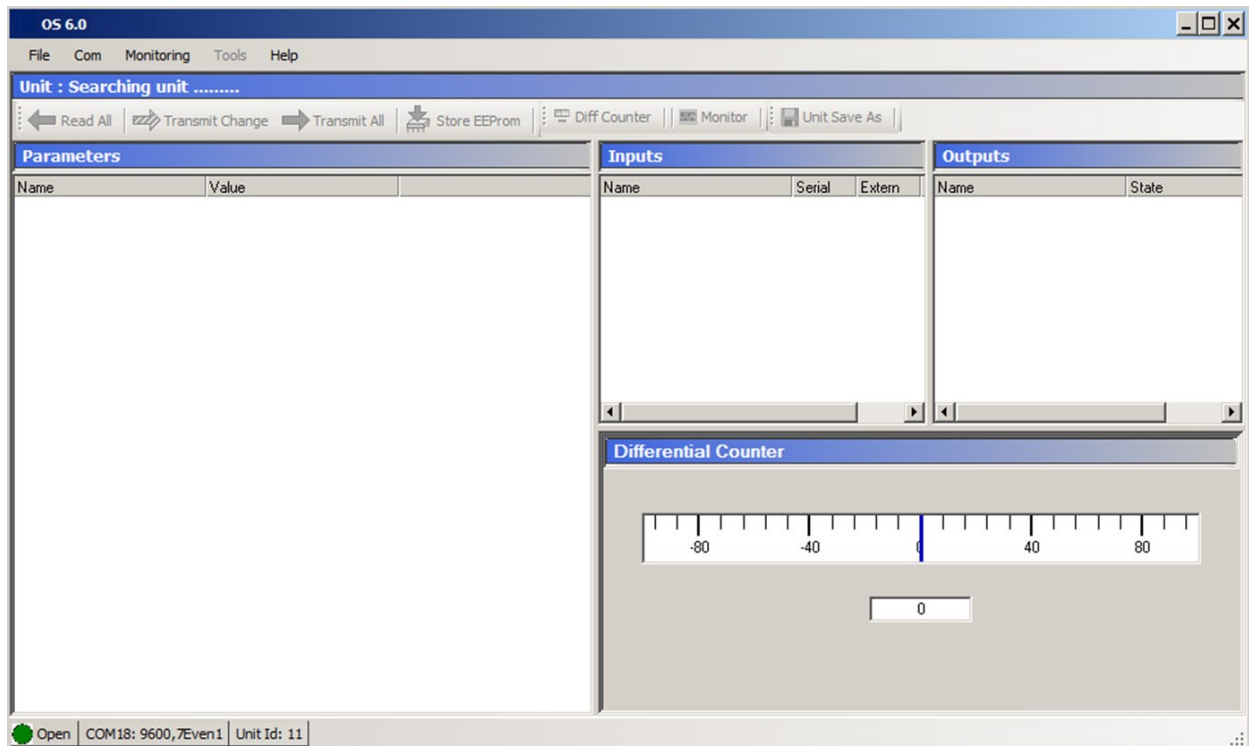 OS 6.0
File Com Monitoring Tools Help
Unit : Searching unit .........
Read All Transmit Change Transmit All Store EEProm Diff Counter Monitor Unit Save As
Parameters Inputs Outputs
Name Value Name Serial Extern Name State
Differential Counter
-80 -40 0 40 80
0
Open COM18: 9600,7Even1 Unit Id: 11